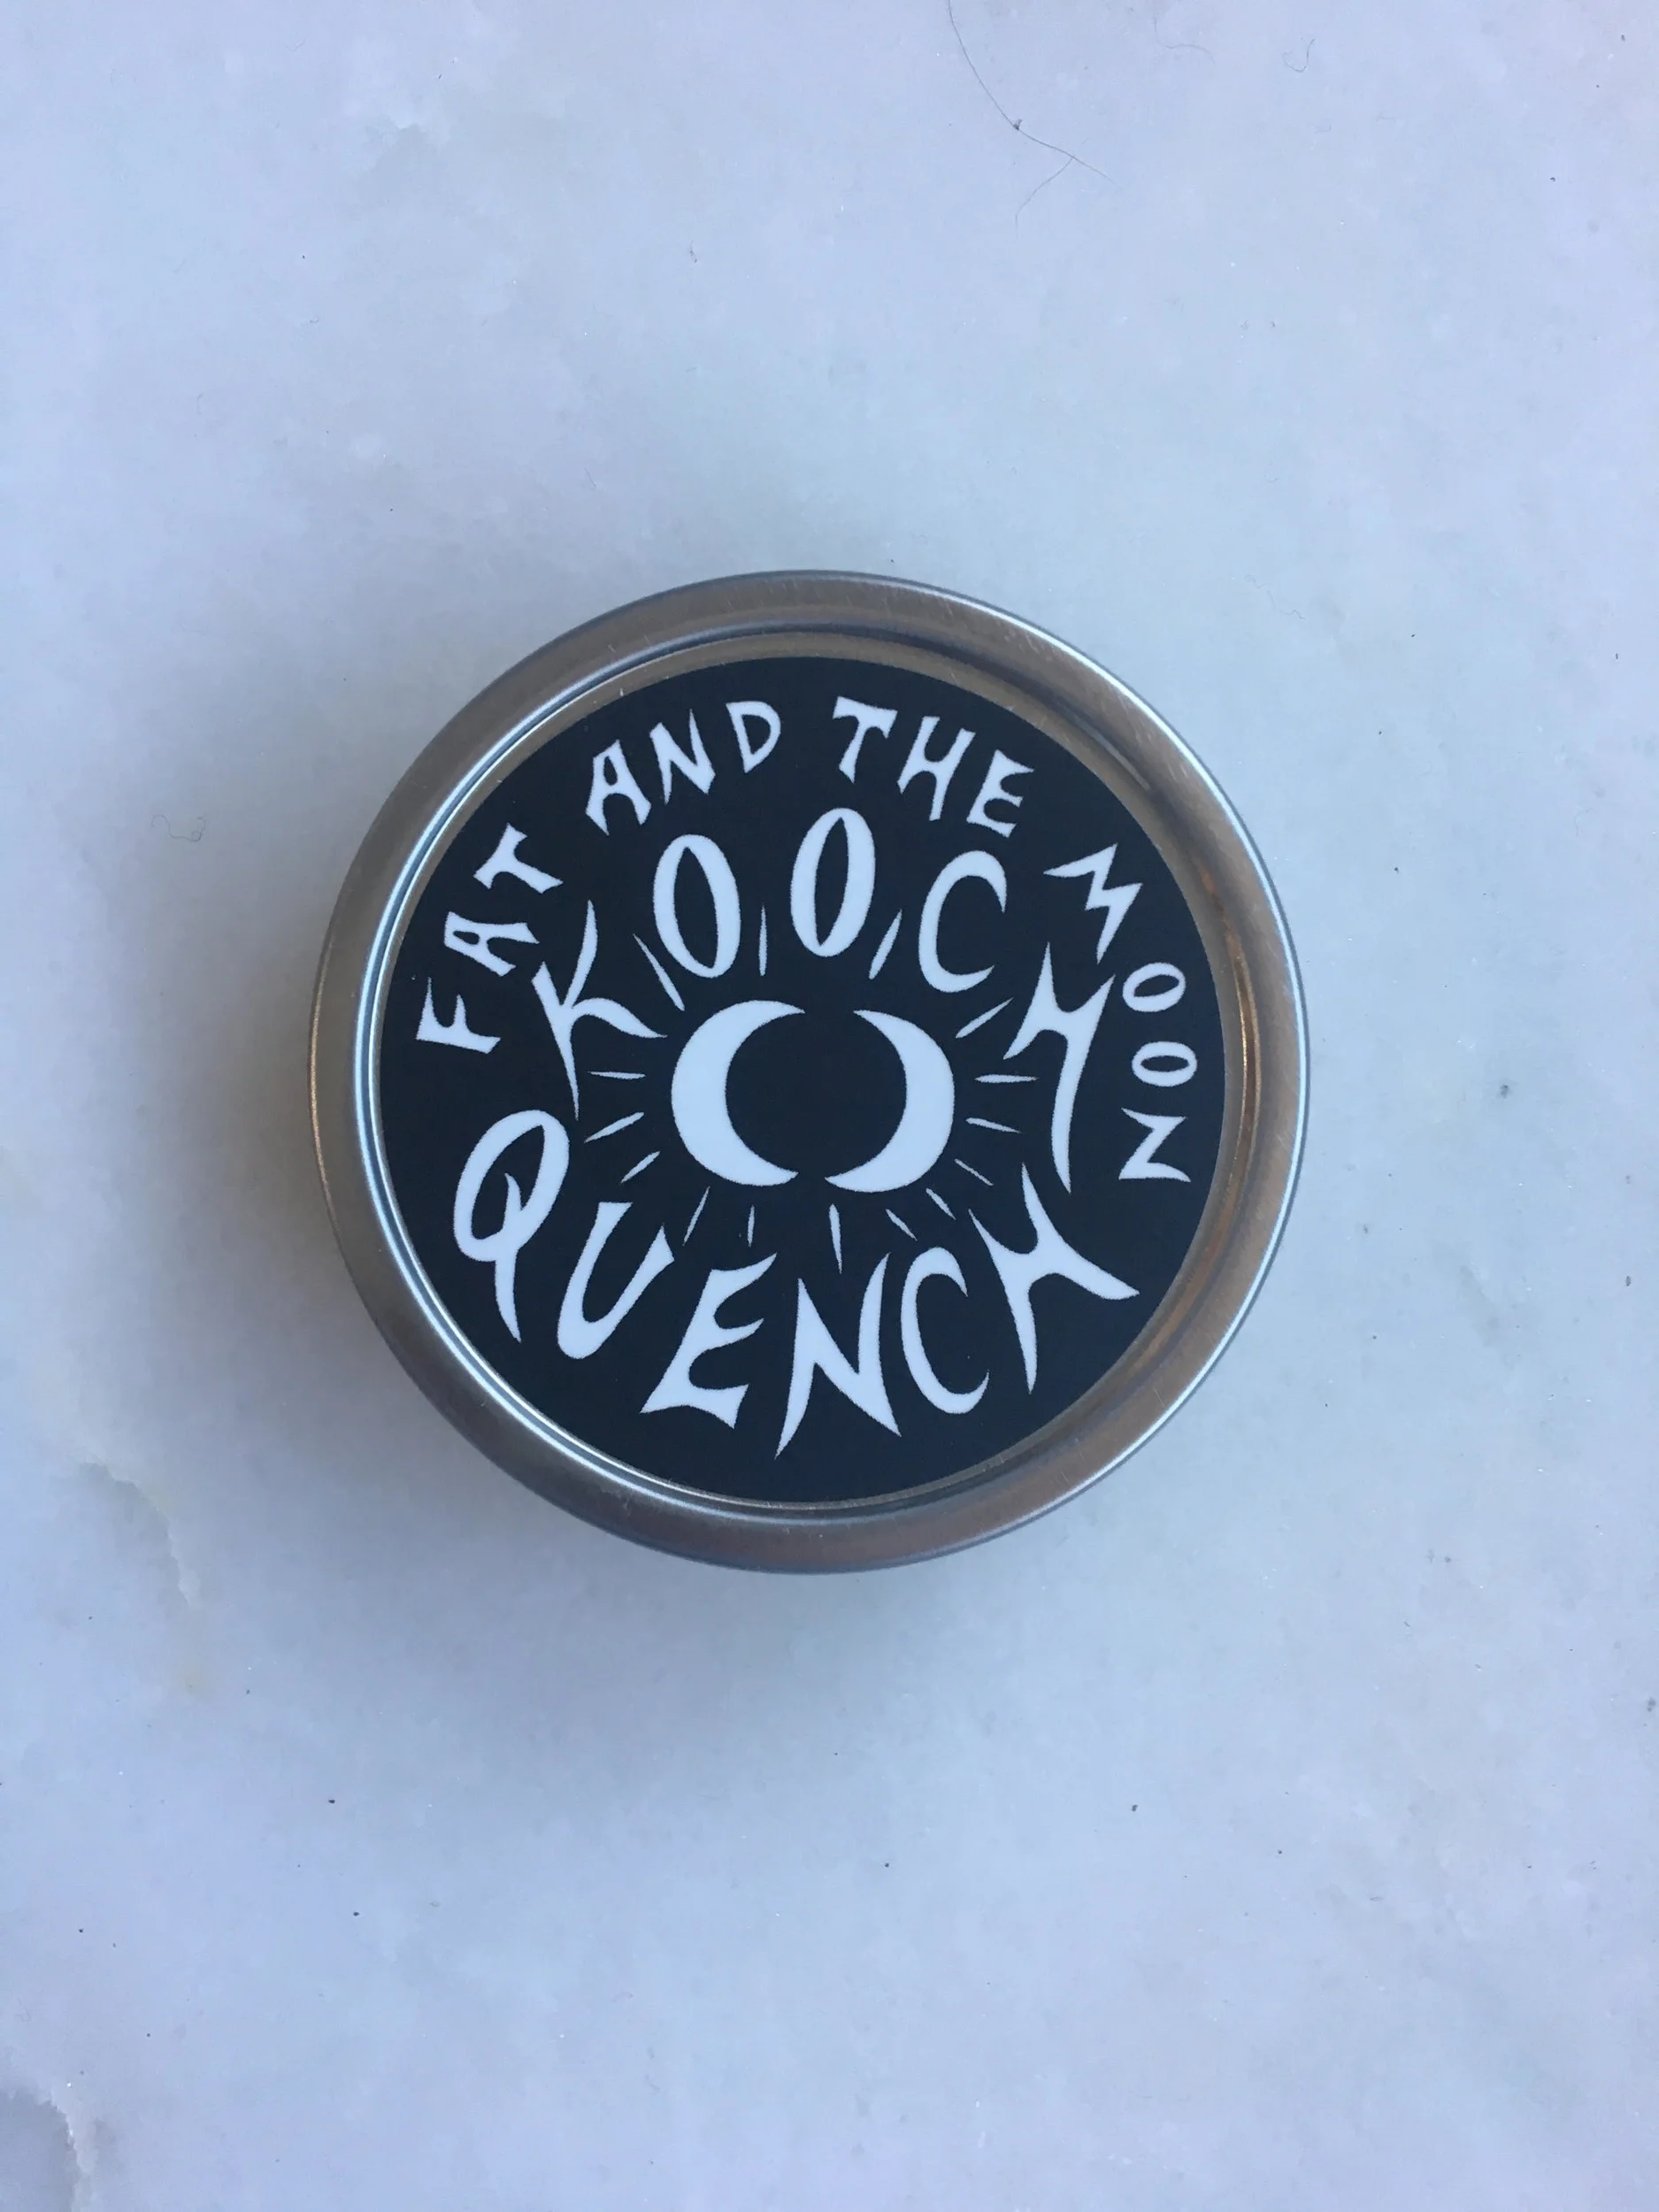 FAT AND THE MOON
KOOCH
QUENCH